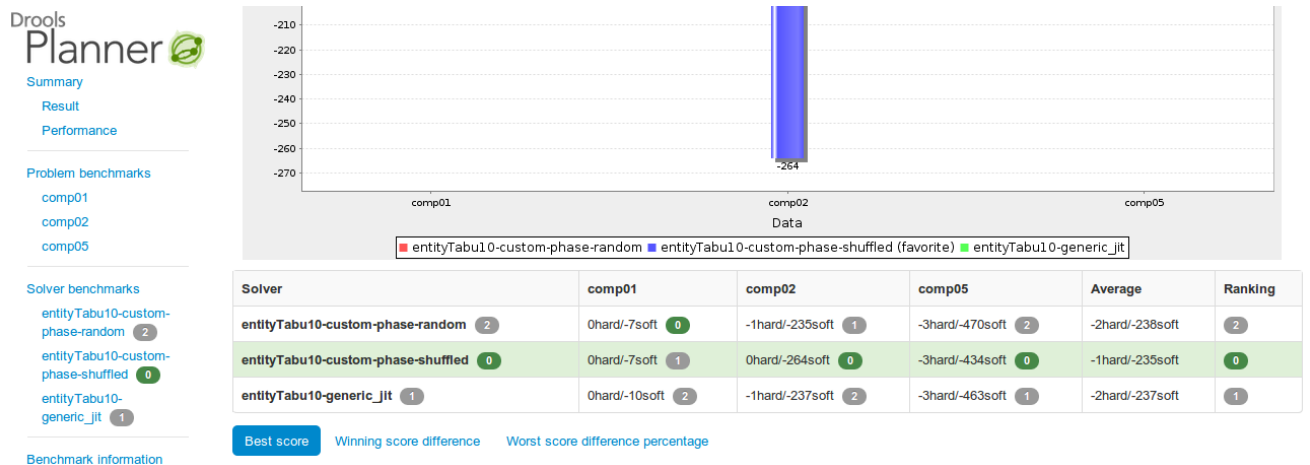 Drools
Planner
Summary
Result
Performance
Problem benchmarks
comp01
comp02
comp05
Solver benchmarks
entityTabu10-custom-
phase-random 2
entityTabu10-custom-
phase-shuffled 0
entityTabu10-
generic_jit 1
Benchmark information
-210
-220
-230
-240
-250
-260
-270
-264
comp01 comp02 comp05
Data
entityTabu10-custom-phase-random entityTabu10-custom-phase-shuffled (favorite) entityTabu10-generic_jit
Solver comp01 comp02 comp05 Average Ranking
entityTabu10-custom-phase-random 2 0hard/-7soft 0 -1hard/-235soft 1 -3hard/-470soft 2 -2hard/-238soft 2
entityTabu10-custom-phase-shuffled 0 0hard/-7soft 1 0hard/-264soft 0 -3hard/-434soft 0 -1hard/-235soft 0
entityTabu10-generic_jit 1 0hard/-10soft 2 -1hard/-237soft 2 -3hard/-463soft 1 -2hard/-237soft 1
Best score Winning score difference Worst score difference percentage